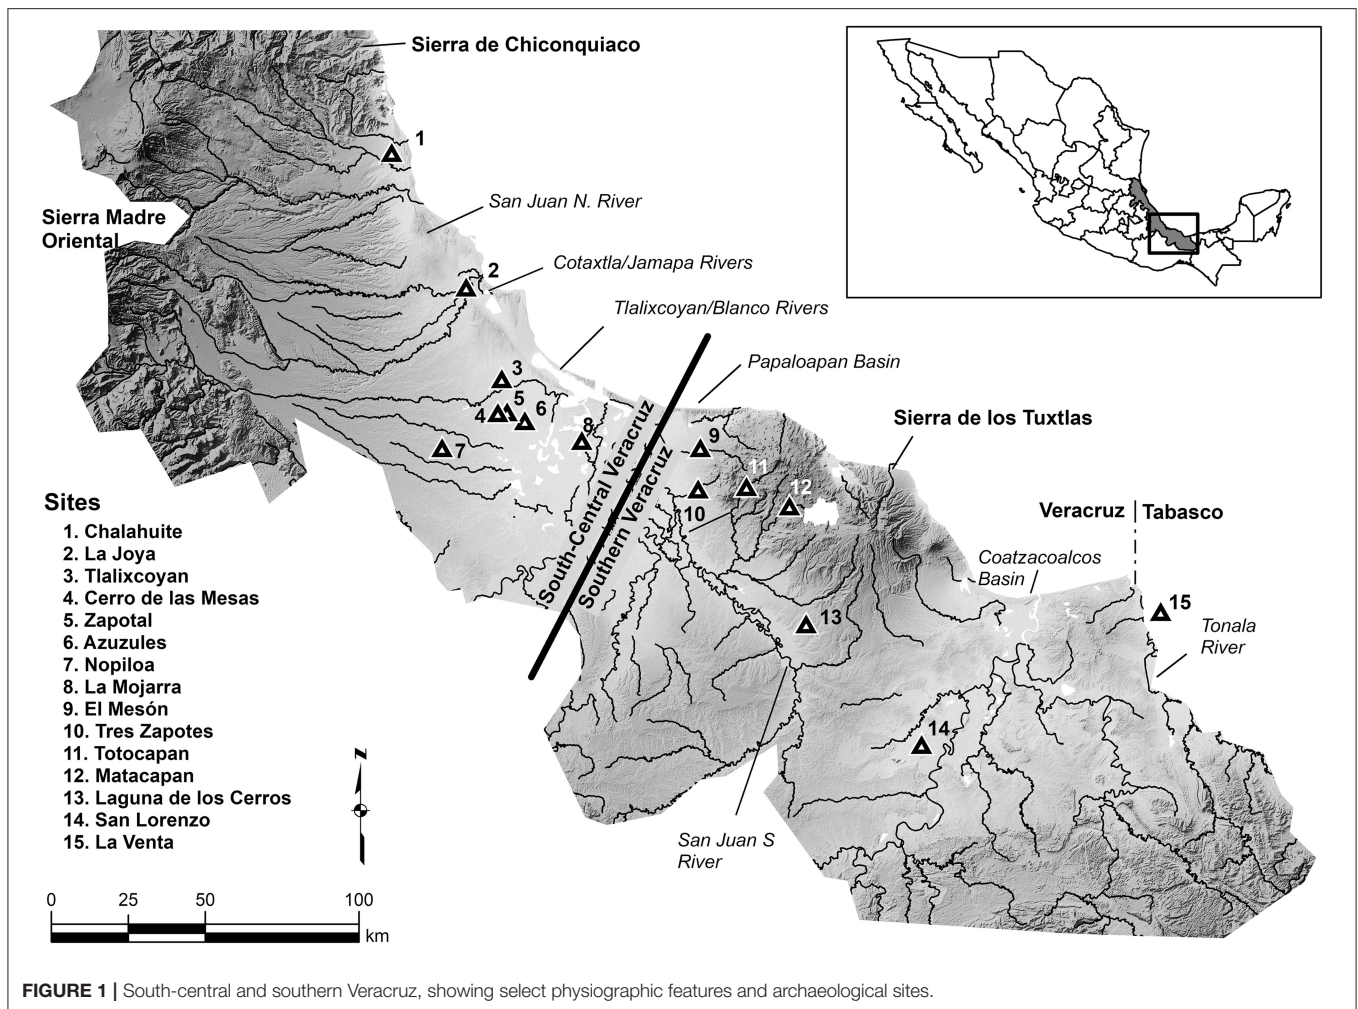 Sierra de Chiconquiaco
1
San Juan N. River
Sierra Madre
Oriental
2
Cotaxtla/Jamapa Rivers
Tlalixcoyan/Blanco Rivers
Papaloapan Basin
3
5
4
6
8
7
South-Central Veracruz
Southern Veracruz
9
Sierra de los Tuxtlas
11
12
10
Veracruz
Tabasco
Coatzacoalcos
Basin
13
15
Tonala
River
14
San Juan S
River
Sites
1. Chalahuite
2. La Joya
3. Tlalixcoyan
4. Cerro de las Mesas
5. Zapotal
6. Azuzules
7. Nopiloa
8. La Mojarra
9. El Mesón
10. Tres Zapotes
11. Totocapan
12. Matacapan
13. Laguna de los Cerros
14. San Lorenzo
15. La Venta
N
0 25 50 100
km
FIGURE 1 | South-central and southern Veracruz, showing select physiographic features and archaeological sites.